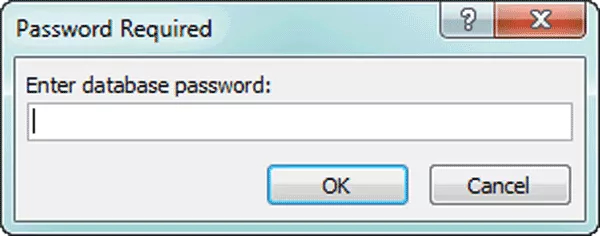 Password Required
?
X
Enter database password:
OK
Cancel